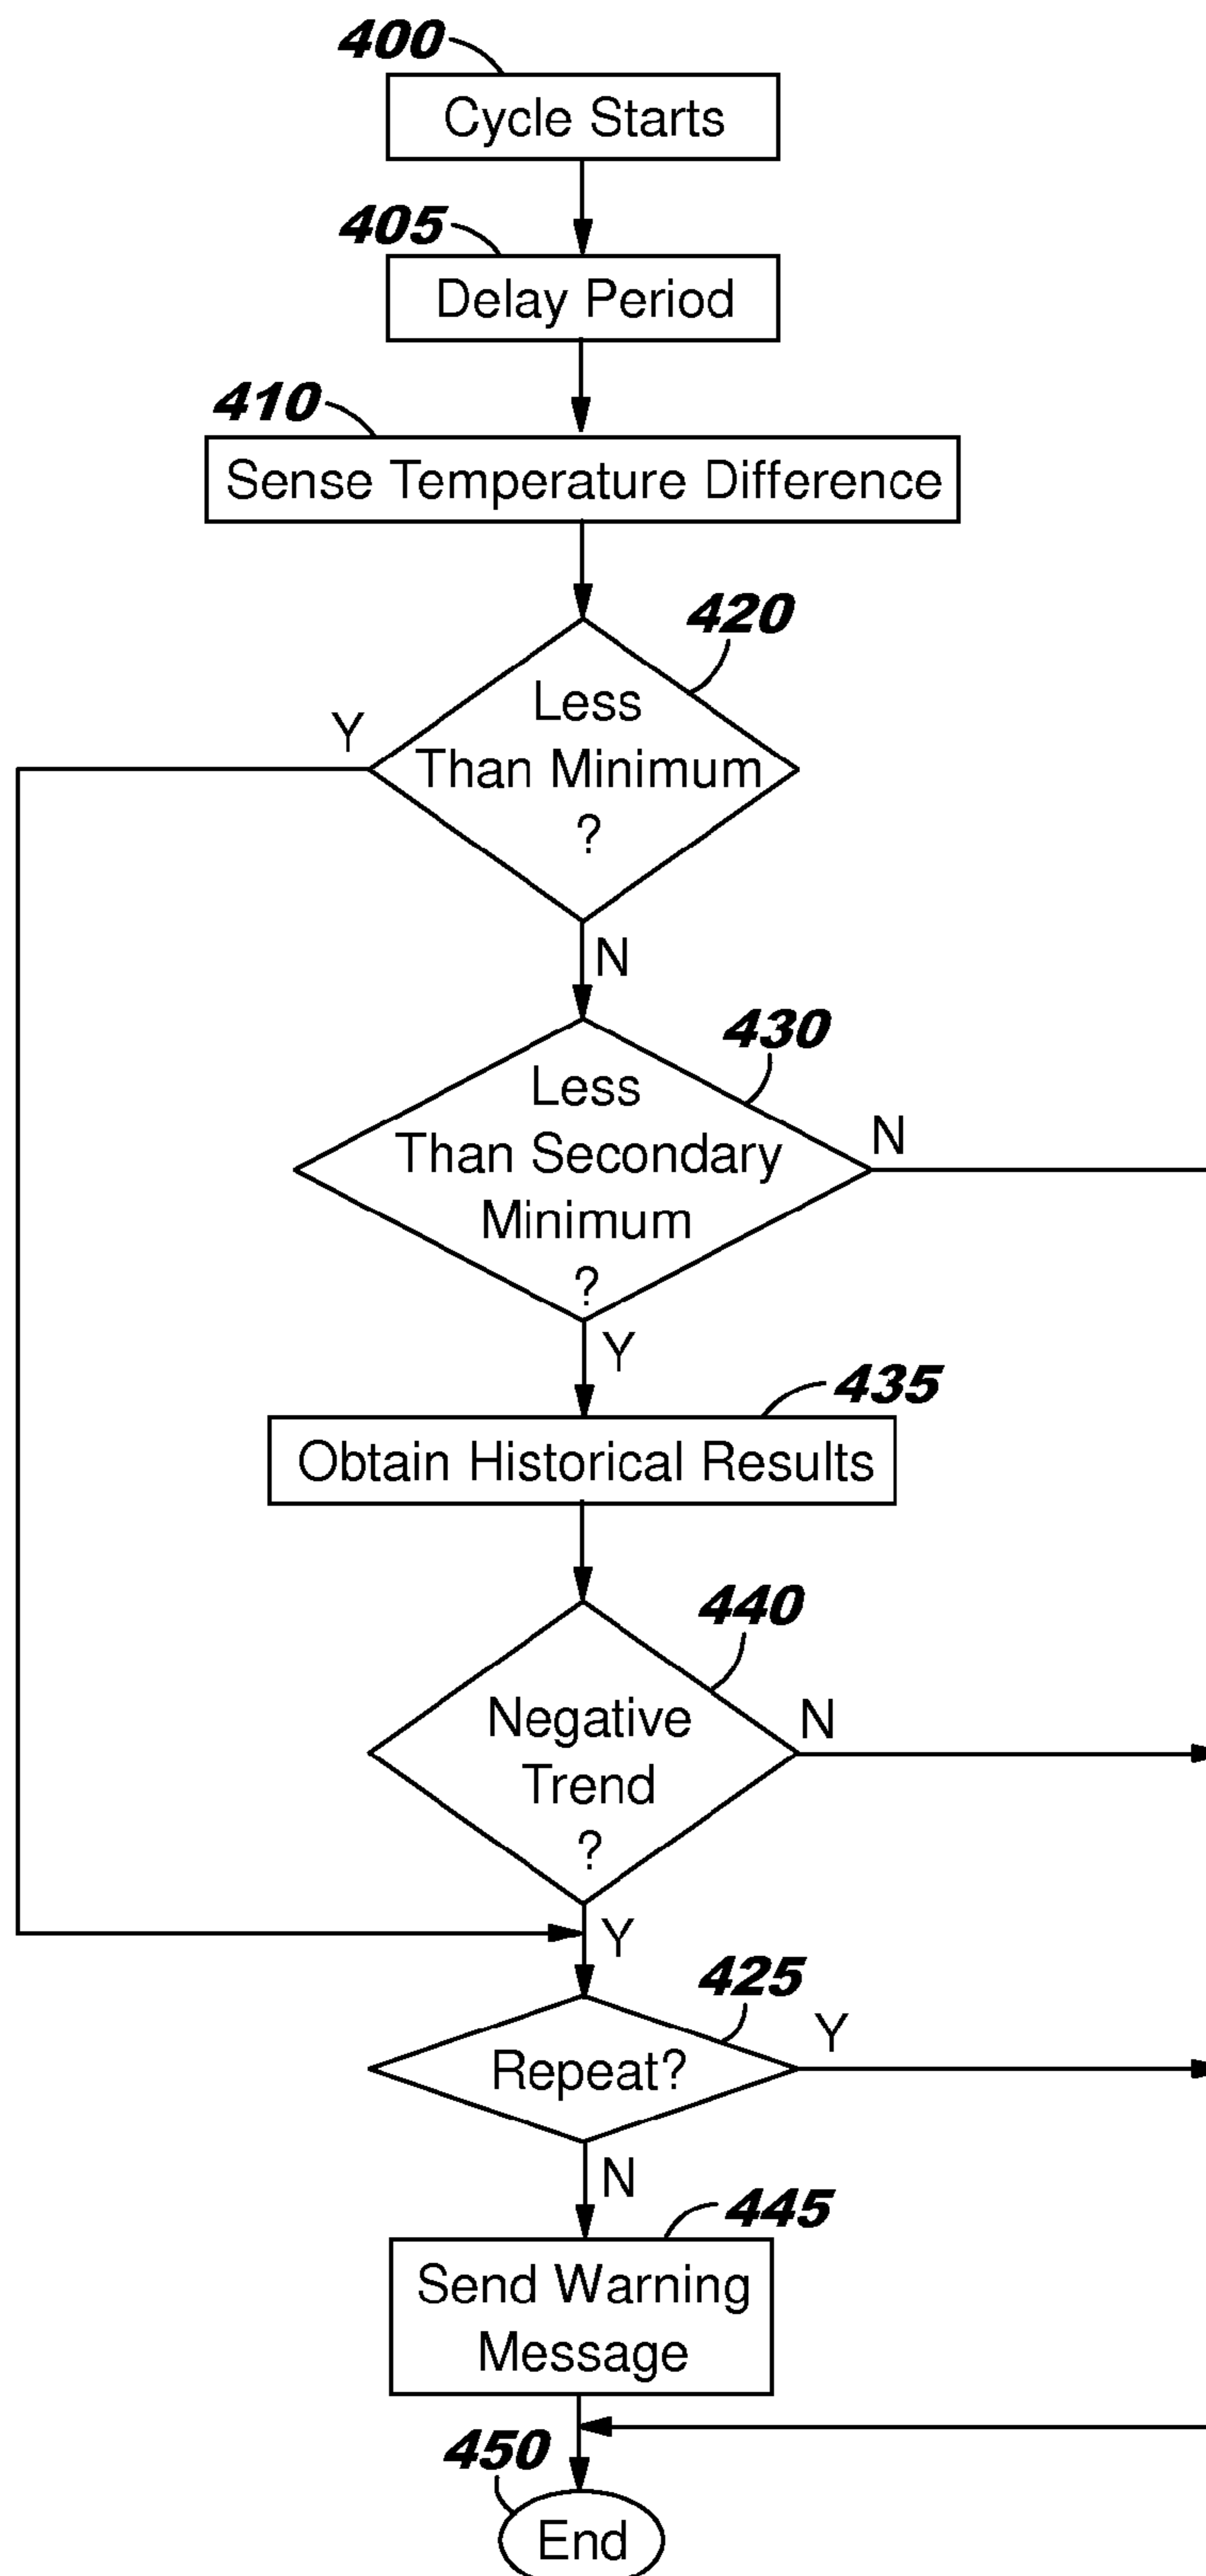 400
Cycle Starts
405
Delay Period
410
Sense Temperature Difference
420
Less
Than Minimum
?
Y
N
430
Less
Than Secondary
Minimum
?
N
Y
435
Obtain Historical Results
440
Negative
Trend
?
N
Y
425
Repeat?
Y
N
445
Send Warning
Message
450
End